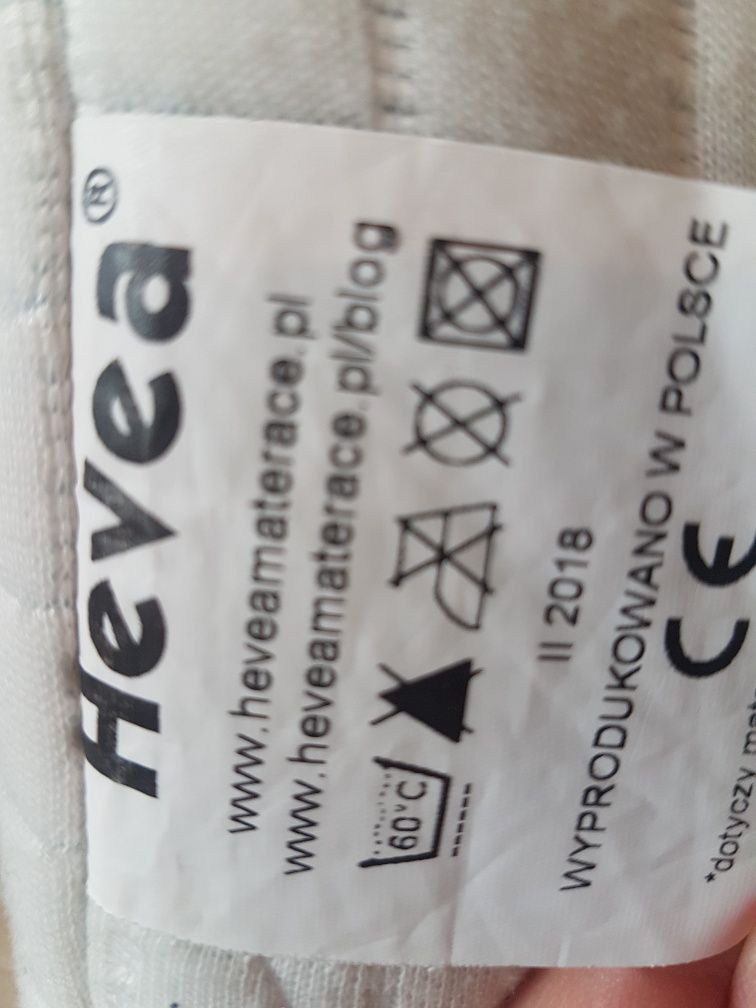 Hevea®
www.heveamaterace.pl
www.heveamaterace.pl/blog
60°C
II 2018
WYPRODUKOWANO W POLSCE
CE
*dotyczy